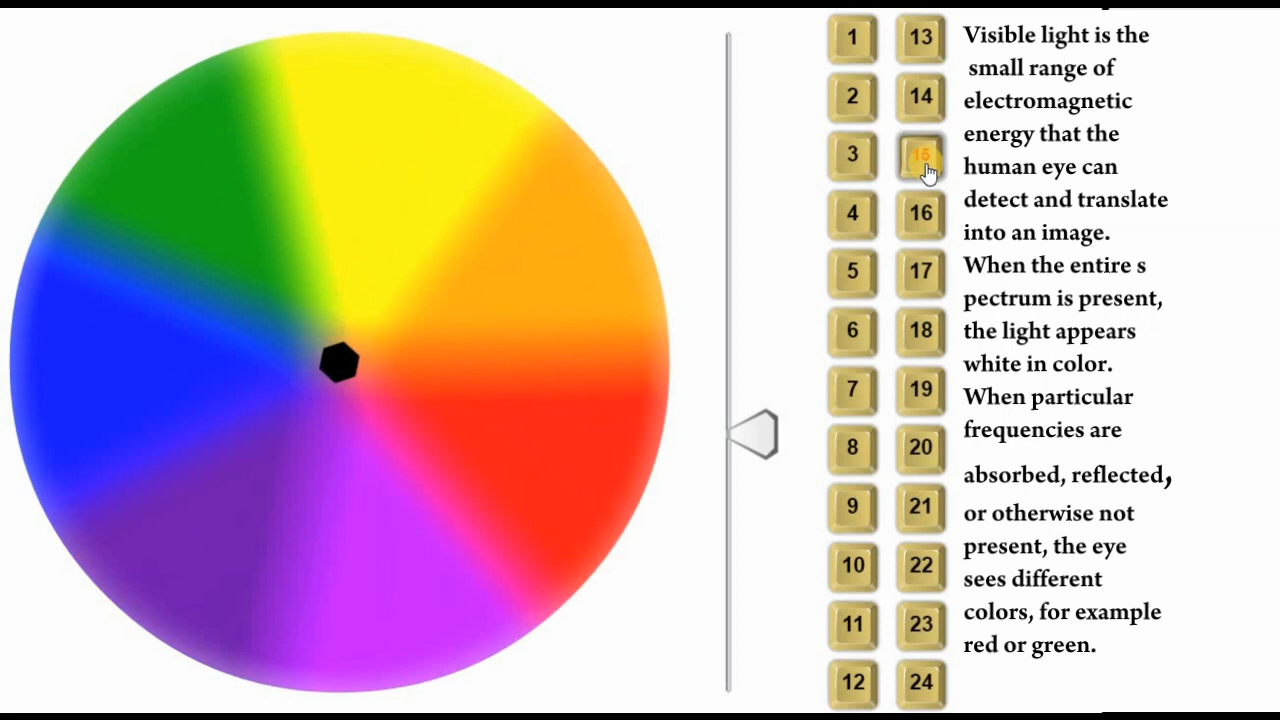 1
13
2
14
3
15
4
16
5
17
6
18
7
19
8
20
9
21
10
22
11
23
12
24
Visible light is the
small range of
electromagnetic
energy that the
human eye can
detect and translate
into an image.
When the entire s
pectrum is present,
the light appears
white in color.
When particular
frequencies are
absorbed, reflected,
or otherwise not
present, the eye
sees different
colors, for example
red or green.